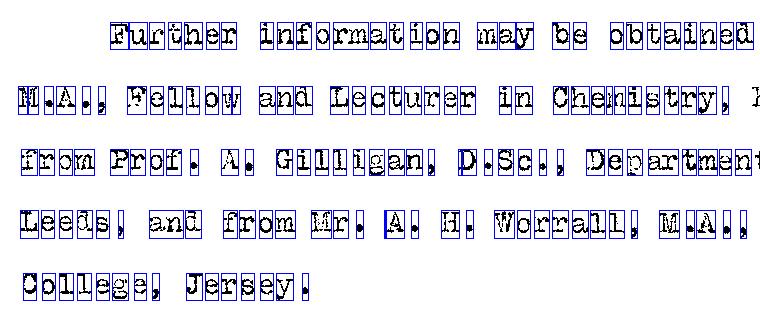 Further information may be obtained
M.A., Fellow and Lecturer in Chemistry,
from Prof. A. Gilligan, D.Sc., Department
Leeds, and from Mr. A. H. Worrall, M.A.,
College, Jersey.